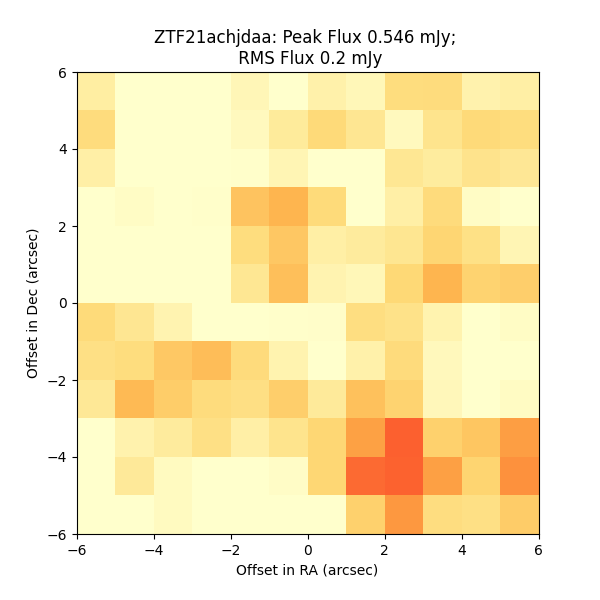 ZTF21achjdaa: Peak Flux 0.546 mJy;
RMS Flux 0.2 mJy
6
4
2
0
−2
−4
−6
Offset in Dec (arcsec)
−6 −4 −2 0 2 4 6
Offset in RA (arcsec)